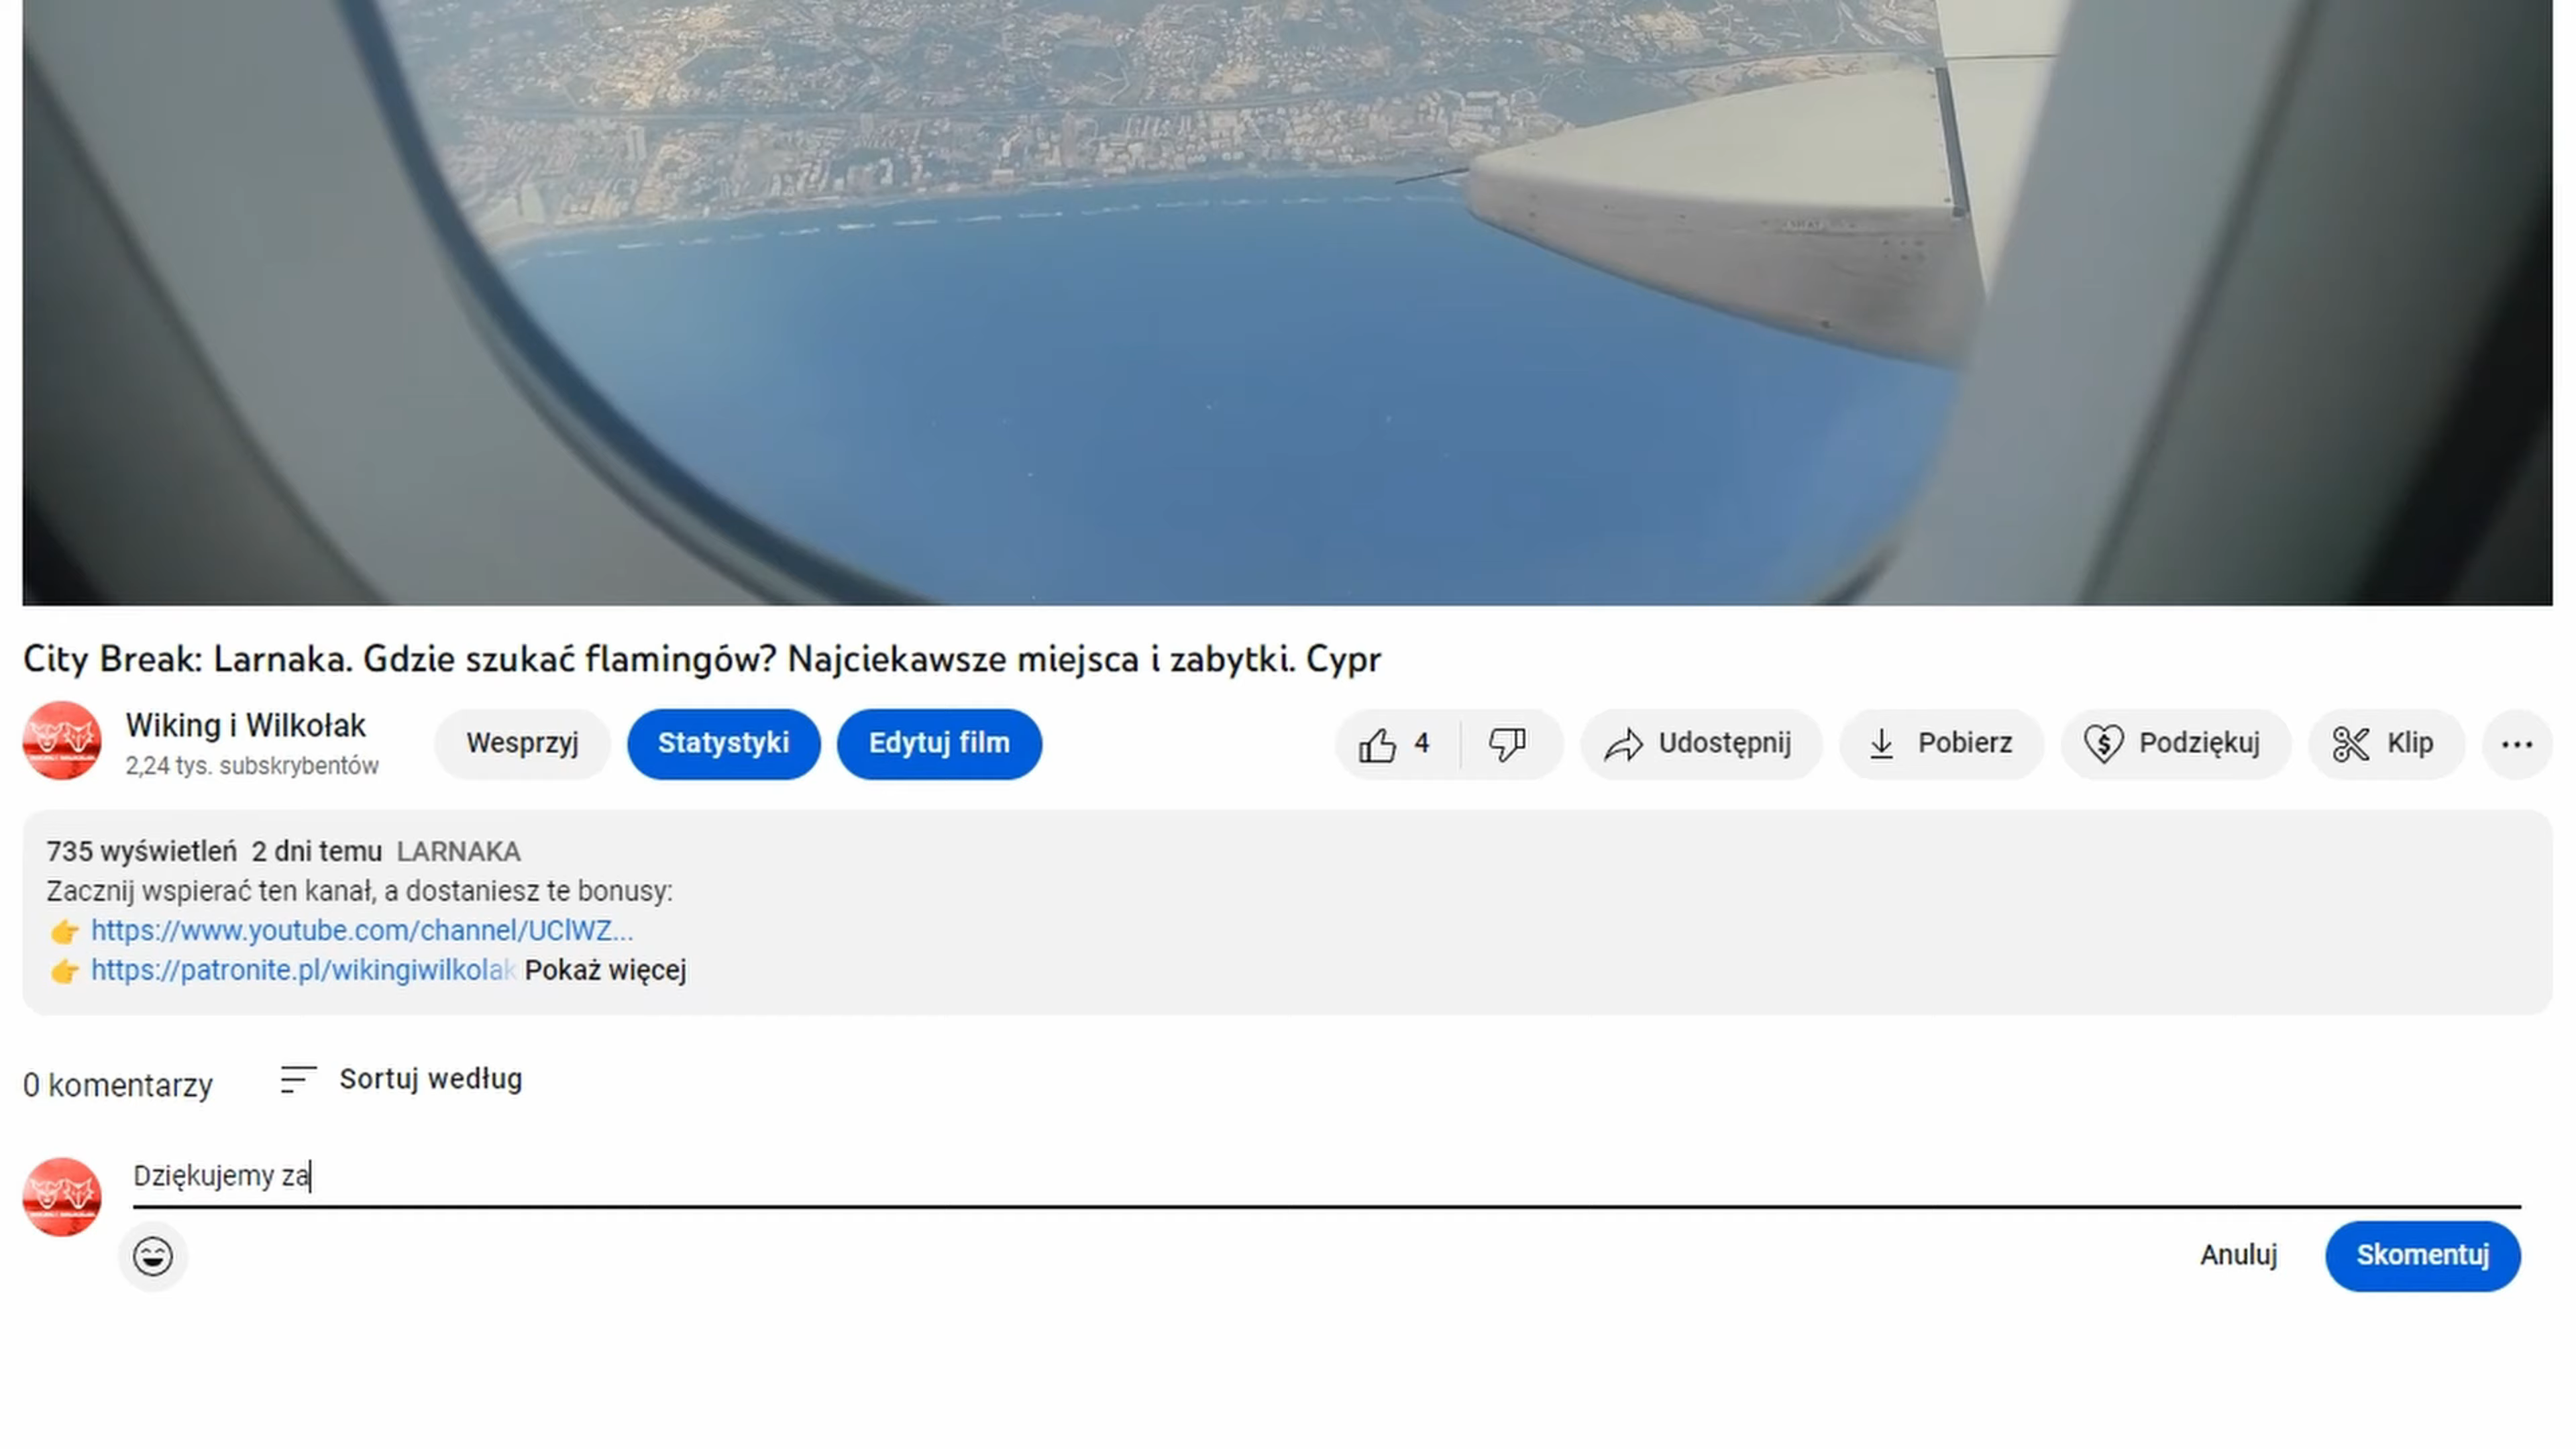 City Break: Larnaka. Gdzie szukać flamingów? Najciekawsze miejsca i zabytki. Cypr
Wiking i Wilkołak
2,24 tys. subskrybentów
Wesprzyj
Statystyki
Edytuj film
4
Udostępnij
Pobierz
Podziękuj
Klip
735 wyświetleń 2 dni temu LARNAKA
Zacznij wspierać ten kanał, a dostaniesz te bonusy:
👉 https://www.youtube.com/channel/UClWZ...
👉 https://patronite.pl/wikingiwilkolak Pokaż więcej
0 komentarzy
Sortuj według
Dziękujemy za
Anuluj
Skomentuj